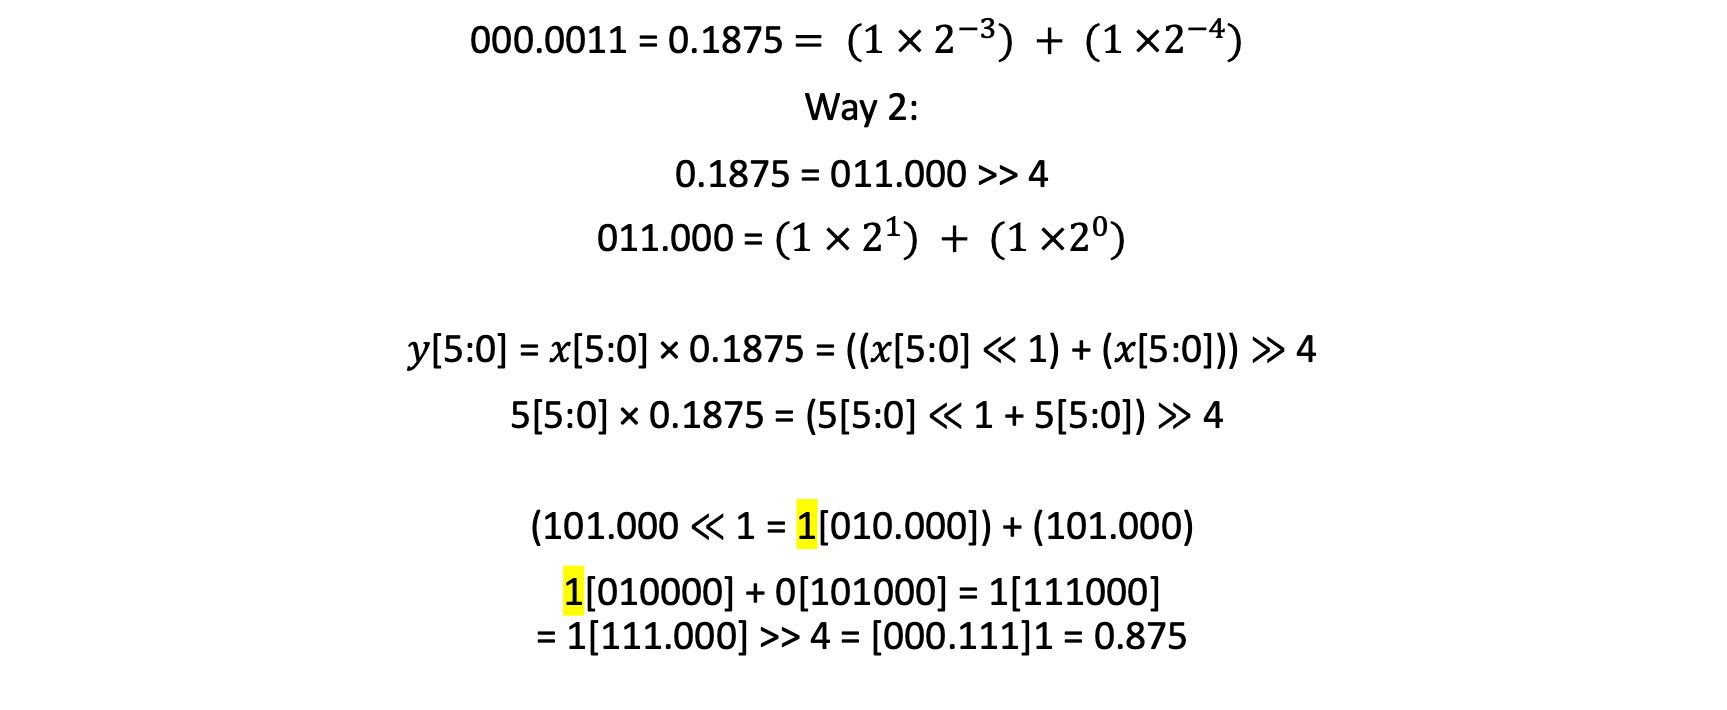 000.0011 = 0.1875 = (1 × 2⁻³) + (1 ×2⁻⁴)
Way 2:
0.1875 = 011.000 >> 4
011.000 = (1 × 2¹) + (1 ×2⁰)
𝑦[5:0] = 𝑥[5:0] × 0.1875 = ((𝑥[5:0] ≪ 1) + (𝑥[5:0])) ≫ 4
5[5:0] × 0.1875 = (5[5:0] ≪ 1 + 5[5:0]) ≫ 4
(101.000 ≪ 1 = 1[010.000]) + (101.000)
1[010000] + 0[101000] = 1[111000]
= 1[111.000] >> 4 = [000.111]1 = 0.875